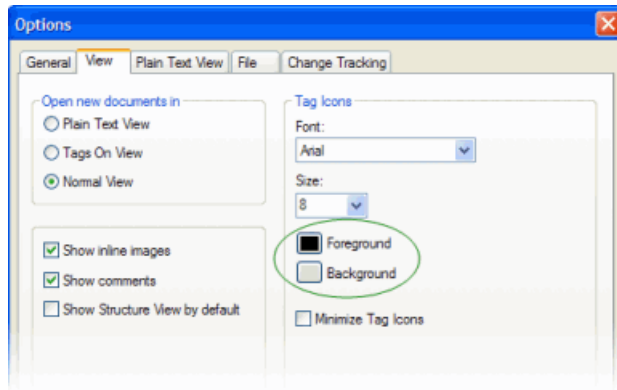 Options
General View Plain Text View File Change Tracking
Open new documents in
Plain Text View
Tags On View
Normal View
Show inline images
Show comments
Show Structure View by default
Tag Icons
Font:
Arial
Size:
8
Foreground
Background
Minimize Tag Icons